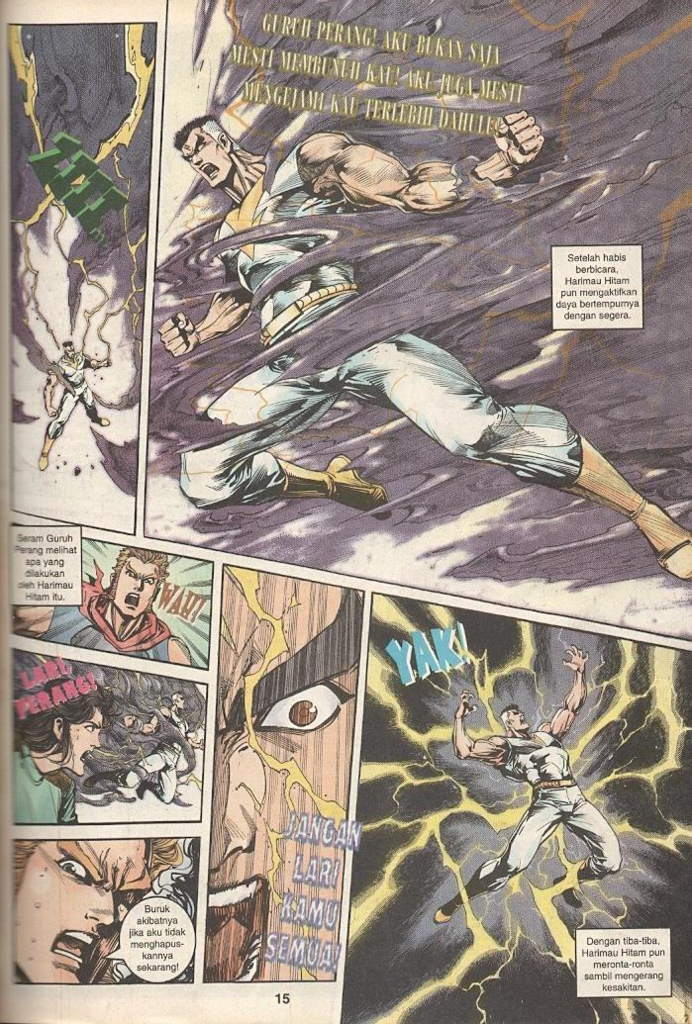 GURUH PERANG! AKU BUKAN SAJA
MESTI MEMBUNUH KAU! AKU JUGA MESTI
MENGEJAMI KAU TERLEBIH DAHULU!
Setelah habis
berbicara,
Harimau Hitam
pun mengaktifkan
daya bertempurnya
dengan segera.
Seram Guruh
Perang melihat
apa yang
dilakukan
oleh Harimau
Hitam itu.
WAR!
LARI,
PERANG!
Buruk
akibatnya
jika aku tidak
menghapus-
kannya
sekarang!
JANGAN
LARI
KAMU
SEMUA!
YAK!
Dengan tiba-tiba,
Harimau Hitam pun
meronta-ronta
sambil mengerang
kesakitan.
15